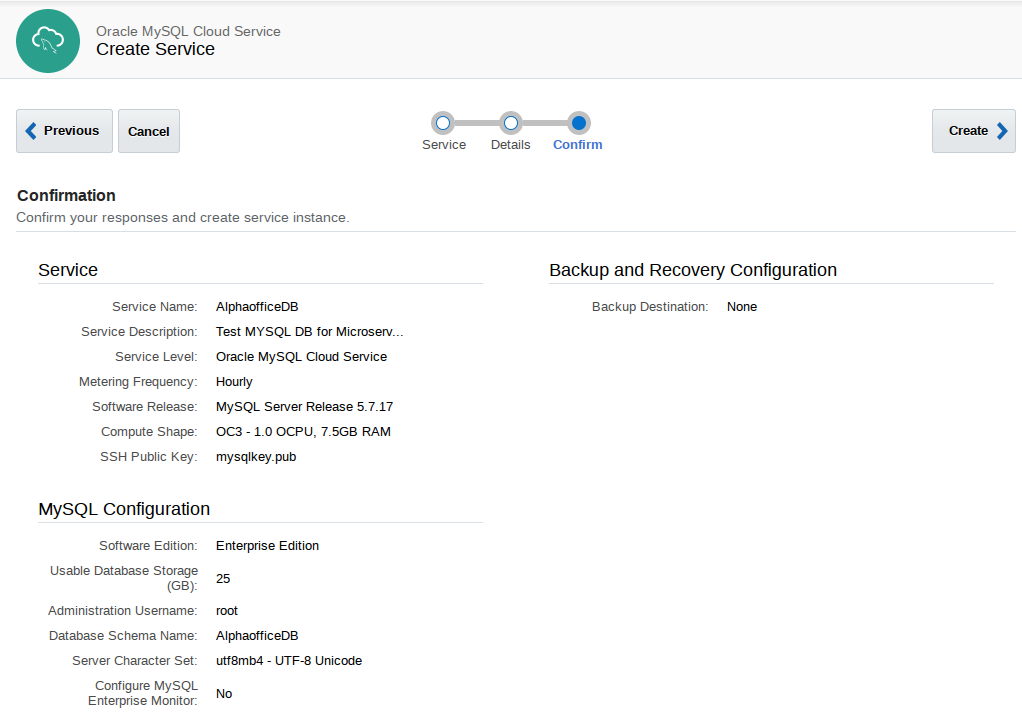 Oracle MySQL Cloud Service
Create Service
Previous
Cancel
Service
Details
Confirm
Create
Confirmation
Confirm your responses and create service instance.
Service
Service Name: AlphaofficeDB
Service Description: Test MYSQL DB for Microserv...
Service Level: Oracle MySQL Cloud Service
Metering Frequency: Hourly
Software Release: MySQL Server Release 5.7.17
Compute Shape: OC3 - 1.0 OCPU, 7.5GB RAM
SSH Public Key: mysqlkey.pub
Backup and Recovery Configuration
Backup Destination: None
MySQL Configuration
Software Edition: Enterprise Edition
Usable Database Storage
(GB): 25
Administration Username: root
Database Schema Name: AlphaofficeDB
Server Character Set: utf8mb4 - UTF-8 Unicode
Configure MySQL
Enterprise Monitor: No